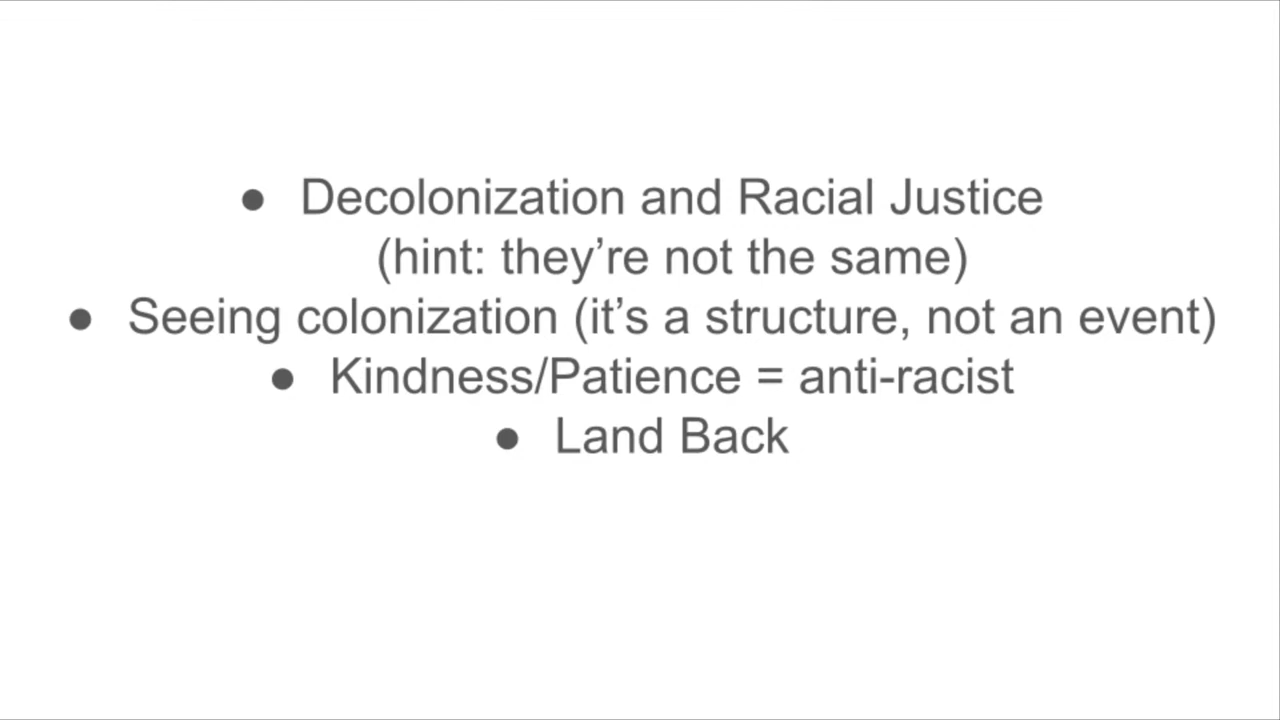 ● Decolonization and Racial Justice
(hint: they’re not the same)
● Seeing colonization (it’s a structure, not an event)
● Kindness/Patience = anti-racist
● Land Back